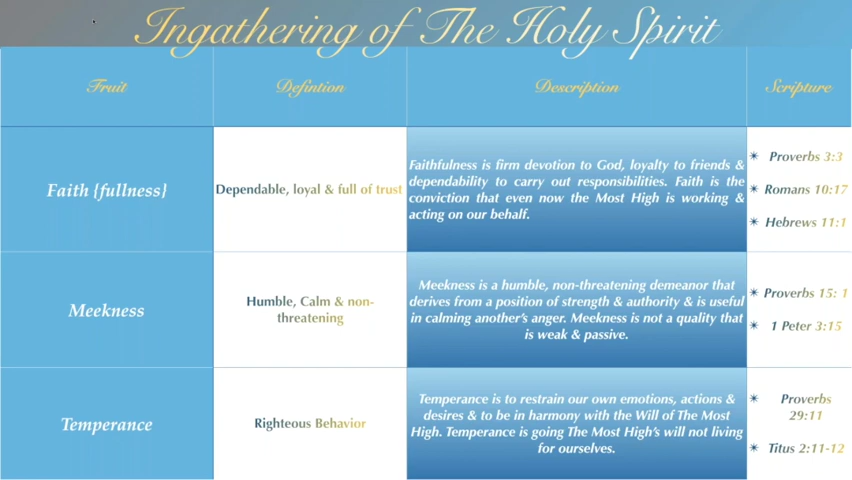 Ingathering of The Holy Spirit
Fruit
Defintion
Description
Scripture
Faith {fullness}
Dependable, loyal & full of trust
Faithfulness is firm devotion to God, loyalty to friends &
dependability to carry out responsibilities. Faith is the
conviction that even now the Most High is working &
acting on our behalf.
✴ Proverbs 3:3
✴ Romans 10:17
✴ Hebrews 11:1
Meekness
Humble, Calm & non-
threatening
Meekness is a humble, non-threatening demeanor that
derives from a position of strength & authority & is useful
in calming another's anger. Meekness is not a quality that
is weak & passive.
✴ Proverbs 15: 1
✴ 1 Peter 3:15
Temperance
Righteous Behavior
Temperance is to restrain our own emotions, actions &
desires & to be in harmony with the Will of The Most
High. Temperance is going The Most High's will not living
for ourselves.
✴ Proverbs
29:11
✴ Titus 2:11-12